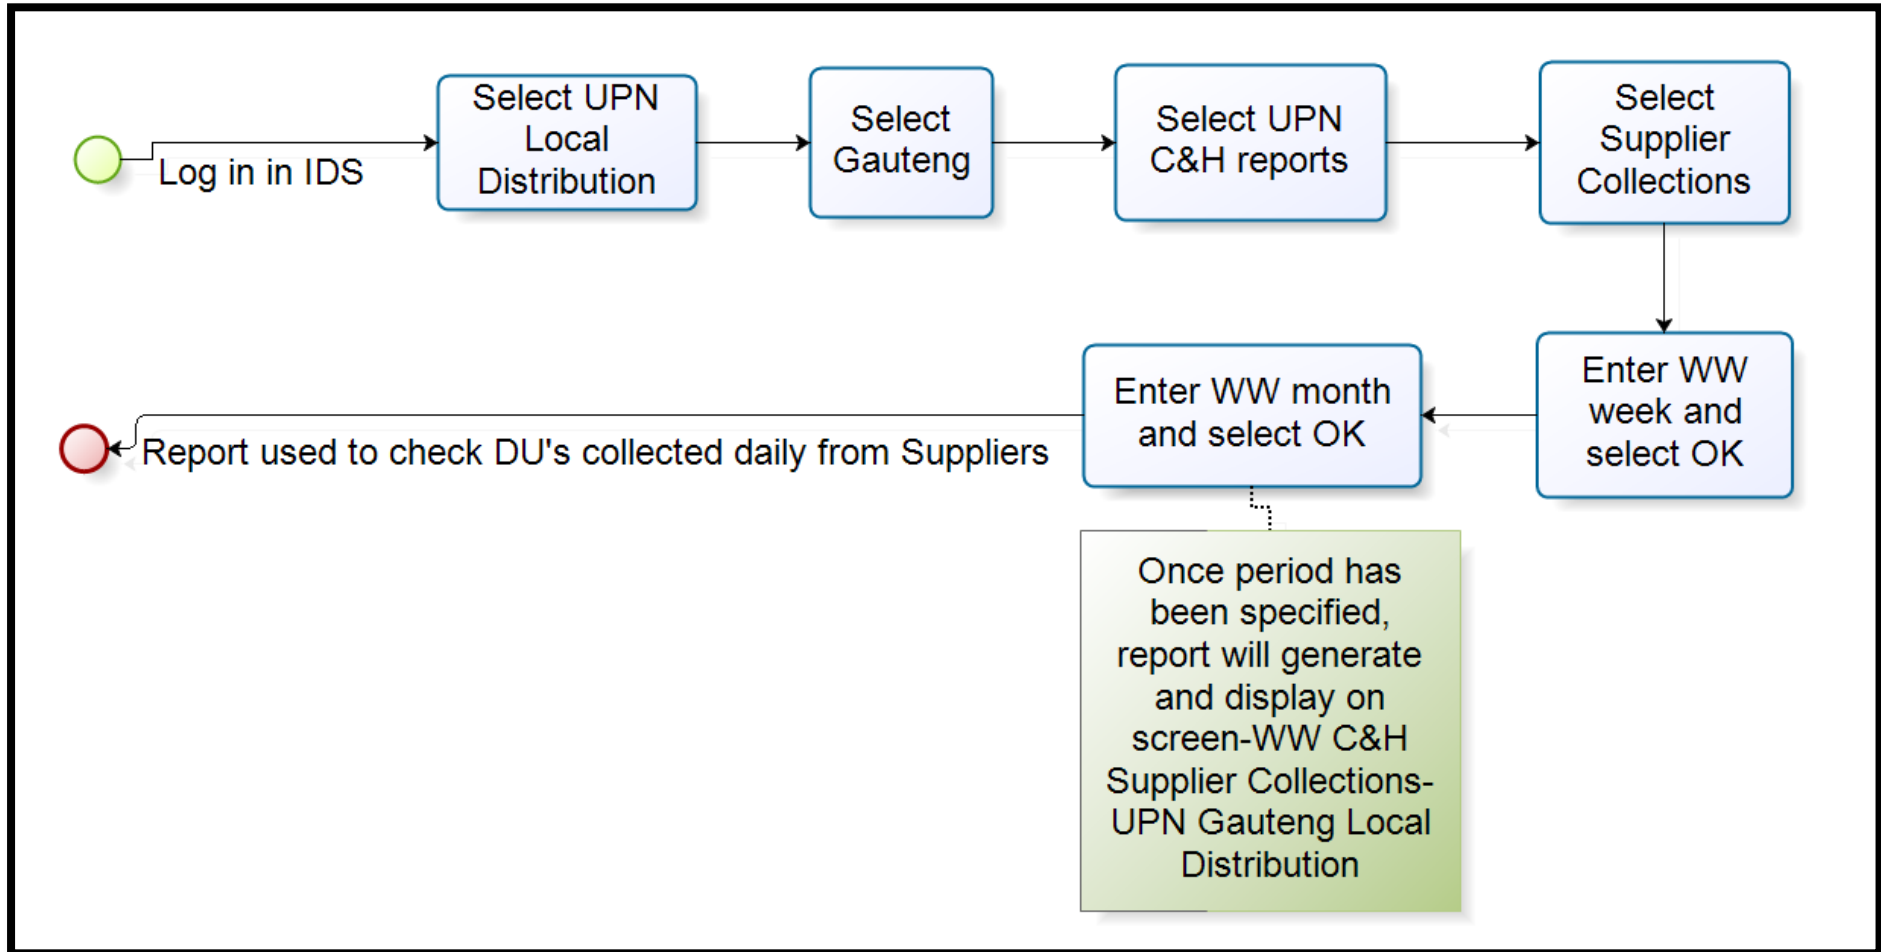 Log in in IDS
Select UPN
Local
Distribution
Select
Gauteng
Select UPN
C&H reports
Select
Supplier
Collections
Enter WW
week and
select OK
Enter WW month
and select OK
Once period has
been specified,
report will generate
and display on
screen-WW C&H
Supplier Collections-
UPN Gauteng Local
Distribution
Report used to check DU's collected daily from Suppliers